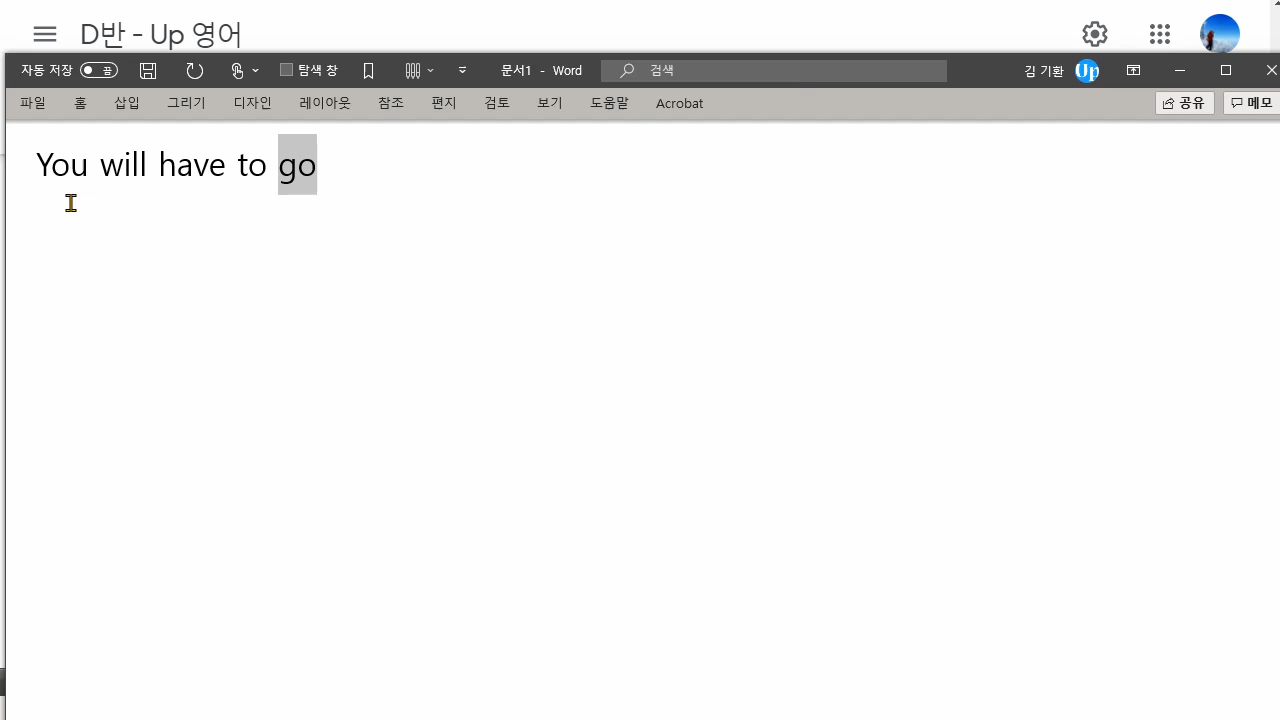 D반 - Up 영어
자동 저장 끔 탐색 창 문서1 - Word 검색 김 기환 Up
파일 홈 삽입 그리기 디자인 레이아웃 참조 편지 검토 보기 도움말 Acrobat 공유 메모
You will have to go